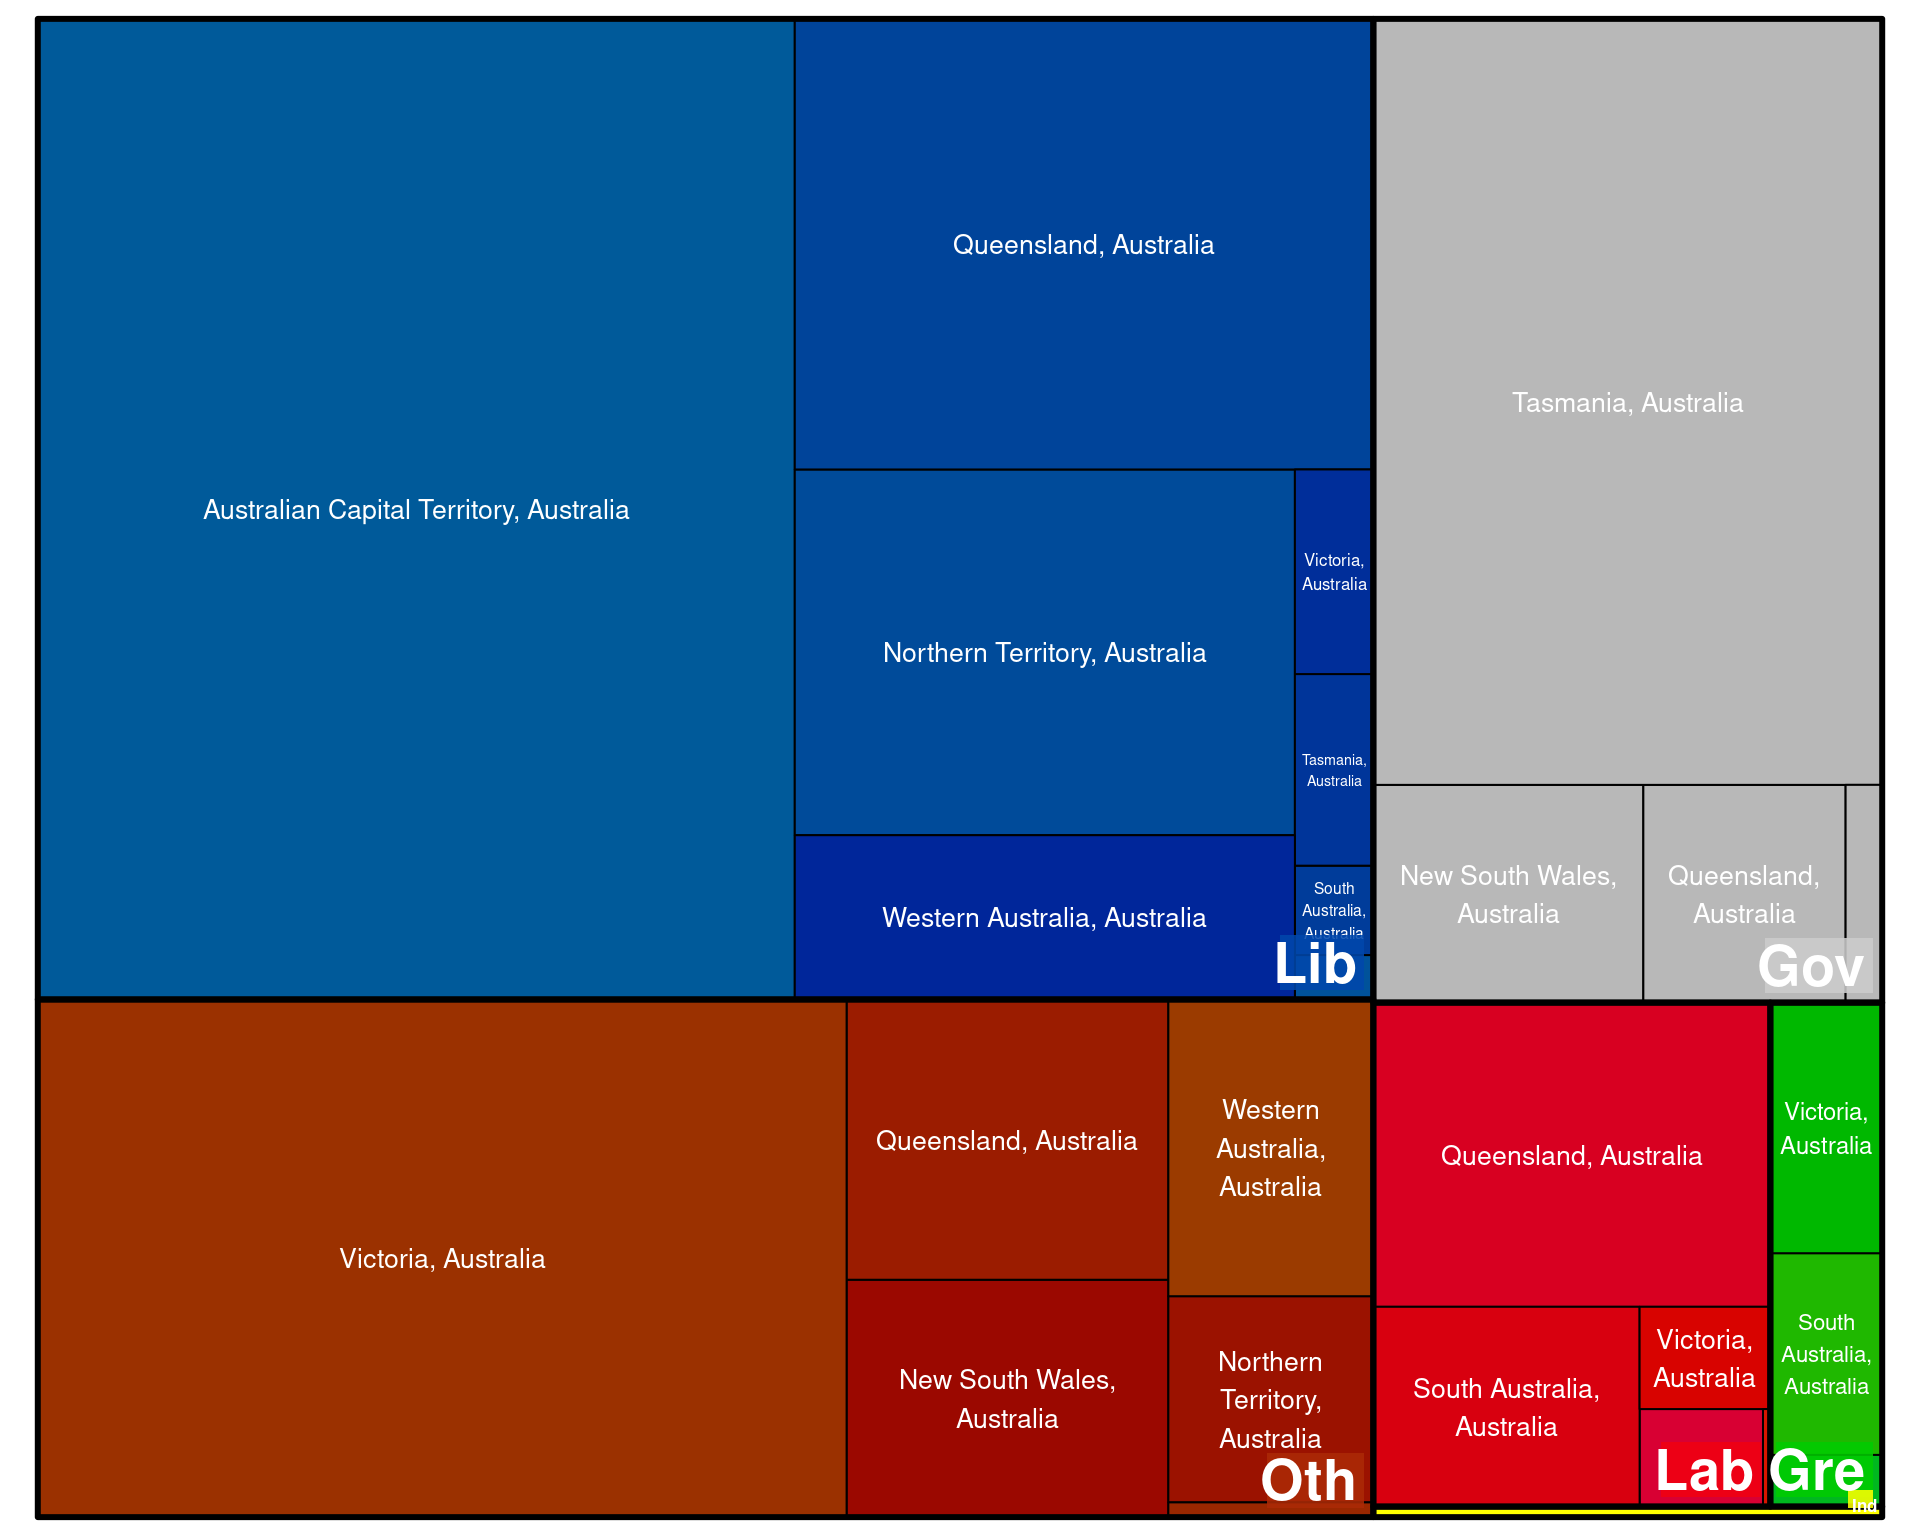 Australian Capital Territory, Australia
Queensland, Australia
Northern Territory, Australia
Victoria,
Australia
Tasmania,
Australia
Western Australia, Australia
South
Australia,
Australia
Lib
Tasmania, Australia
New South Wales,
Australia
Queensland,
Australia
Gov
Victoria, Australia
Queensland, Australia
New South Wales,
Australia
Western
Australia,
Australia
Northern
Territory,
Australia
Oth
Queensland, Australia
South Australia,
Australia
Victoria,
Australia
Lab
Victoria,
Australia
South
Australia,
Australia
Gre
Ind